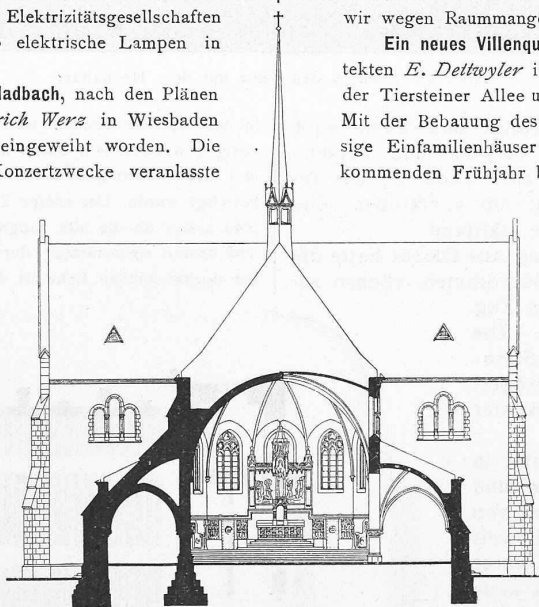 Elektrizitätsgesellschaften
elektrische Lampen in
ladbach, nach den Plänen
rich Werz in Wiesbaden
eingeweiht worden. Die
Konzertzwecke veranlasste
wir wegen Raummange
Ein neues Villenqu
tekten E. Dettwyler i
der Tiersteiner Allee u
Mit der Bebauung des
sige Einfamilienhäuser
kommenden Frühjahr b